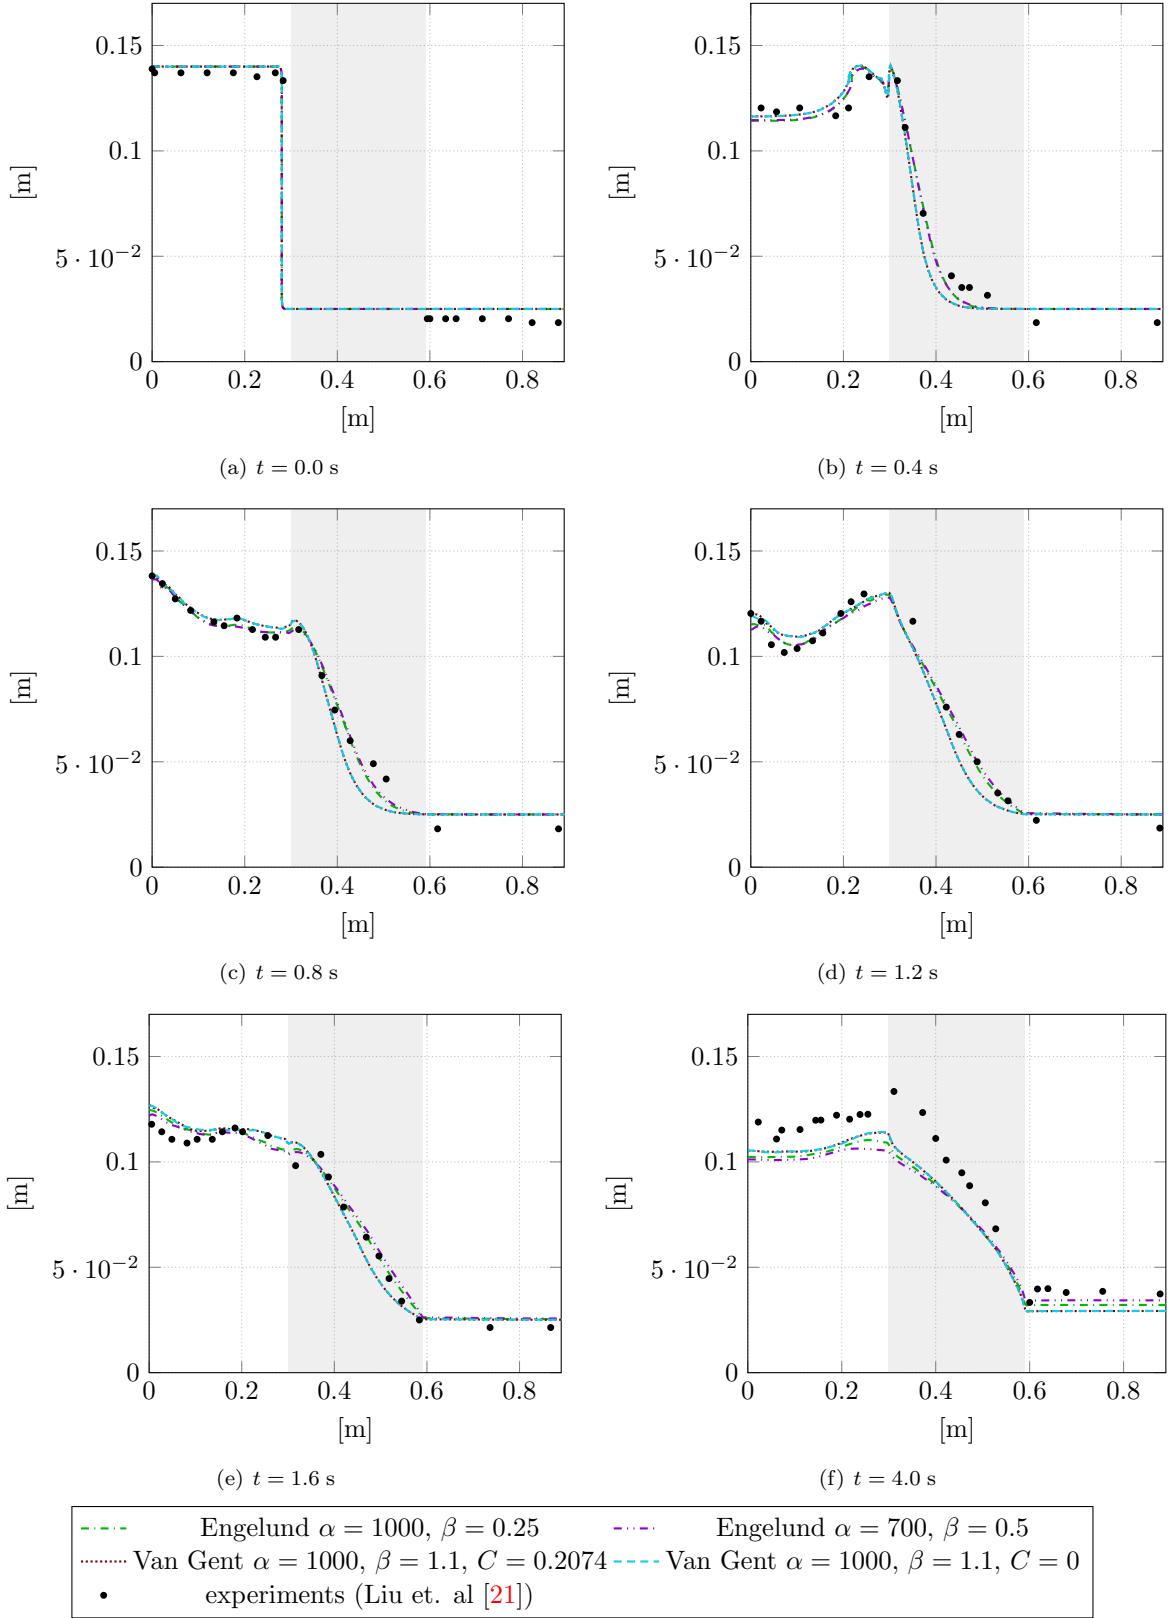 0.15
0.1
5 · 10−2
0
[m]
0 0.2 0.4 0.6 0.8
[m]
(a) t = 0.0 s
0.15
0.1
5 · 10−2
0
[m]
0 0.2 0.4 0.6 0.8
[m]
(b) t = 0.4 s
0.15
0.1
5 · 10−2
0
[m]
0 0.2 0.4 0.6 0.8
[m]
(c) t = 0.8 s
0.15
0.1
5 · 10−2
0
[m]
0 0.2 0.4 0.6 0.8
[m]
(d) t = 1.2 s
0.15
0.1
5 · 10−2
0
[m]
0 0.2 0.4 0.6 0.8
[m]
(e) t = 1.6 s
0.15
0.1
5 · 10−2
0
[m]
0 0.2 0.4 0.6 0.8
[m]
(f) t = 4.0 s
Engelund α = 1000, β = 0.25 Engelund α = 700, β = 0.5
Van Gent α = 1000, β = 1.1, C = 0.2074 Van Gent α = 1000, β = 1.1, C = 0
experiments (Liu et. al [21])